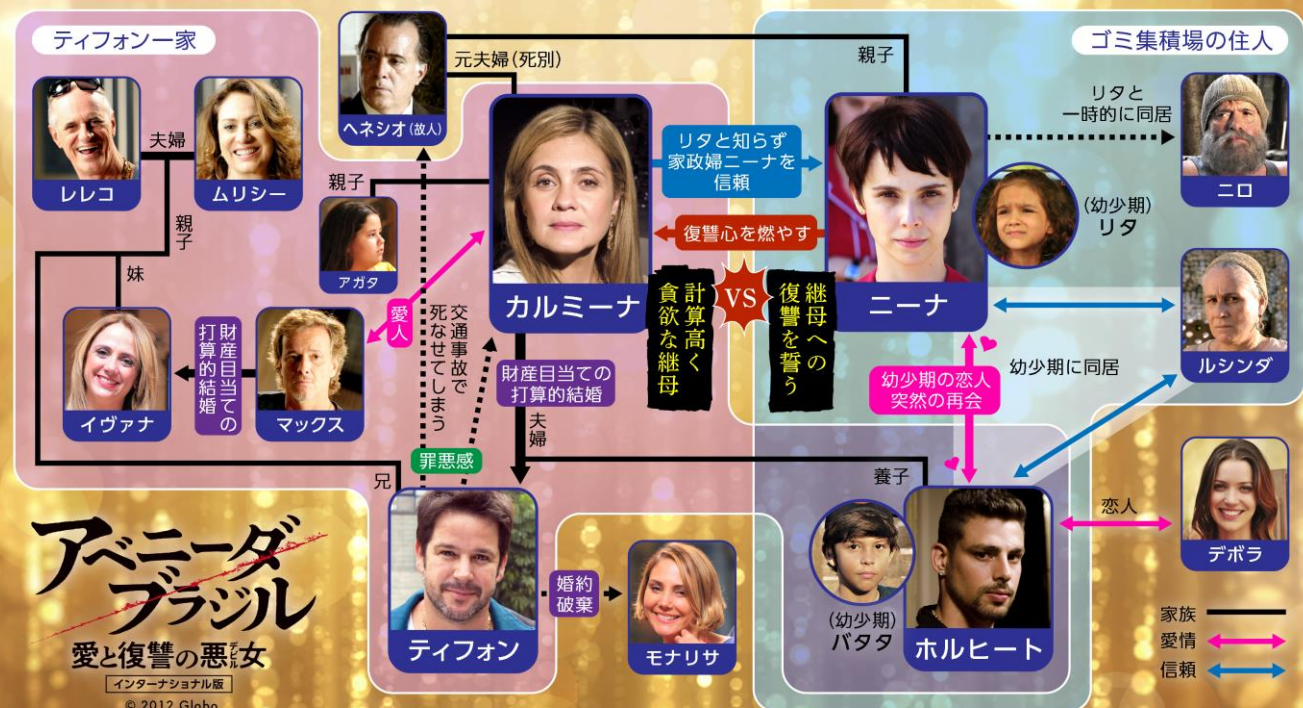 ティフォン一家
ゴミ集積場の住人
レレコ
夫婦
ムリシー
親子
妹
兄
イヴァナ
財産目当ての
打算的結婚
マックス
ヘネシオ(故人)
元夫婦(死別)
親子
アガタ
愛人
交通事故で
死なせてしまう
罪悪感
カルミーナ
計算高く
貪欲な継母
VS
継母への
復讐を誓う
ニーナ
リタと知らず
家政婦ニーナを
信頼
復讐心を燃やす
親子
リタと
一時的に同居
ニロ
(幼少期)
リタ
ルシンダ
幼少期に同居
幼少期の恋人
突然の再会
財産目当ての
打算的結婚
夫婦
養子
ティフォン
婚約
破棄
モナリサ
(幼少期)
バタタ
ホルヒート
恋人
デボラ
家族
愛情
信頼
アベニーダ
ブラジル
愛と復讐の悪女
デビル
インターナショナル版
© 2012 Globo